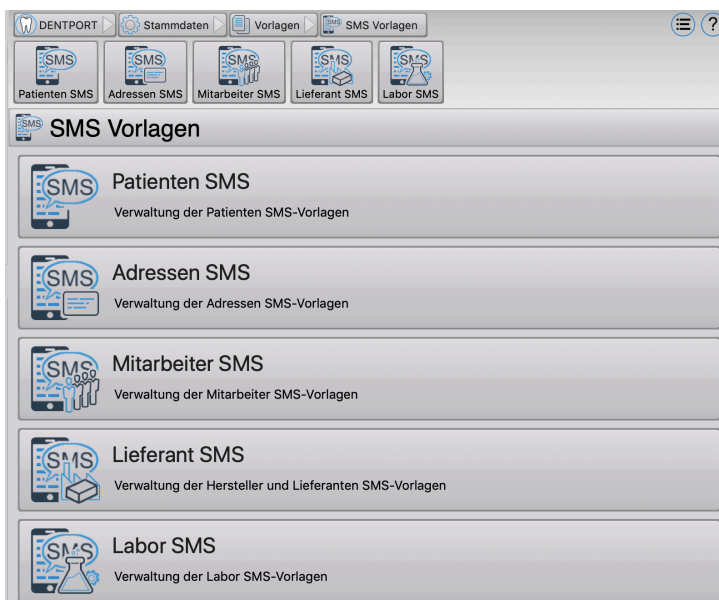 DENTPORT Stammdaten Vorlagen SMS SMS Vorlagen ?
SMS SMS SMS SMS SMS
Patienten SMS Adressen SMS Mitarbeiter SMS Lieferant SMS Labor SMS
SMS SMS Vorlagen
SMS Patienten SMS
Verwaltung der Patienten SMS-Vorlagen
SMS Adressen SMS
Verwaltung der Adressen SMS-Vorlagen
SMS Mitarbeiter SMS
Verwaltung der Mitarbeiter SMS-Vorlagen
SMS Lieferant SMS
Verwaltung der Hersteller und Lieferanten SMS-Vorlagen
SMS Labor SMS
Verwaltung der Labor SMS-Vorlagen